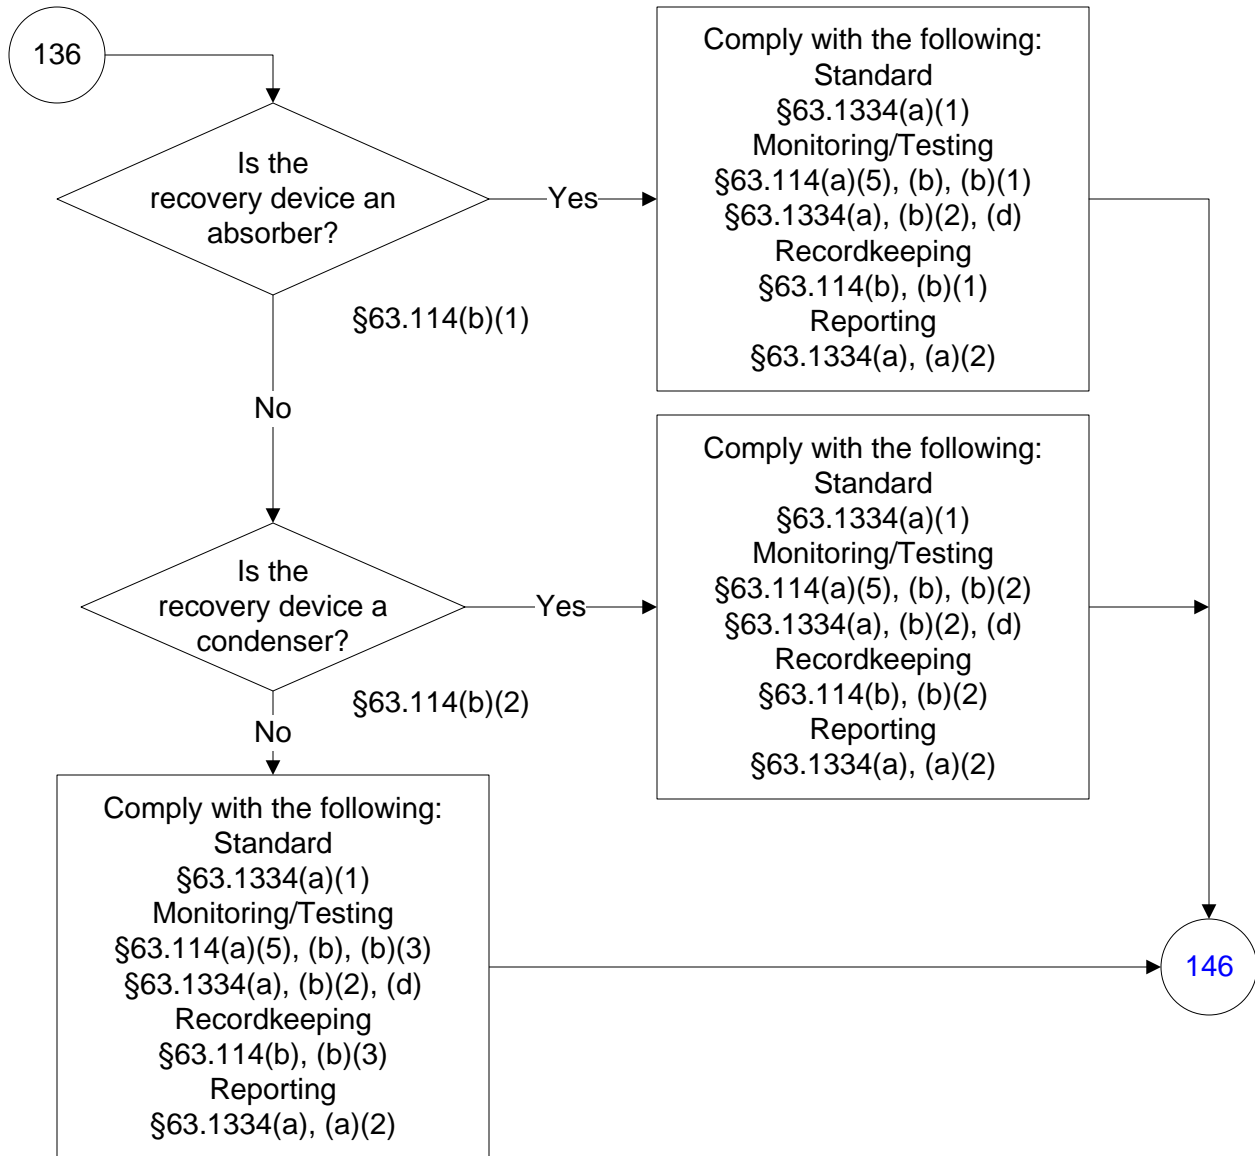 136
Is the
recovery device an
absorber?
Yes
§63.114(b)(1)
No
Comply with the following:
Standard
§63.1334(a)(1)
Monitoring/Testing
§63.114(a)(5), (b), (b)(1)
§63.1334(a), (b)(2), (d)
Recordkeeping
§63.114(b), (b)(1)
Reporting
§63.1334(a), (a)(2)
Is the
recovery device a
condenser?
Yes
§63.114(b)(2)
No
Comply with the following:
Standard
§63.1334(a)(1)
Monitoring/Testing
§63.114(a)(5), (b), (b)(2)
§63.1334(a), (b)(2), (d)
Recordkeeping
§63.114(b), (b)(2)
Reporting
§63.1334(a), (a)(2)
Comply with the following:
Standard
§63.1334(a)(1)
Monitoring/Testing
§63.114(a)(5), (b), (b)(3)
§63.1334(a), (b)(2), (d)
Recordkeeping
§63.114(b), (b)(3)
Reporting
§63.1334(a), (a)(2)
146